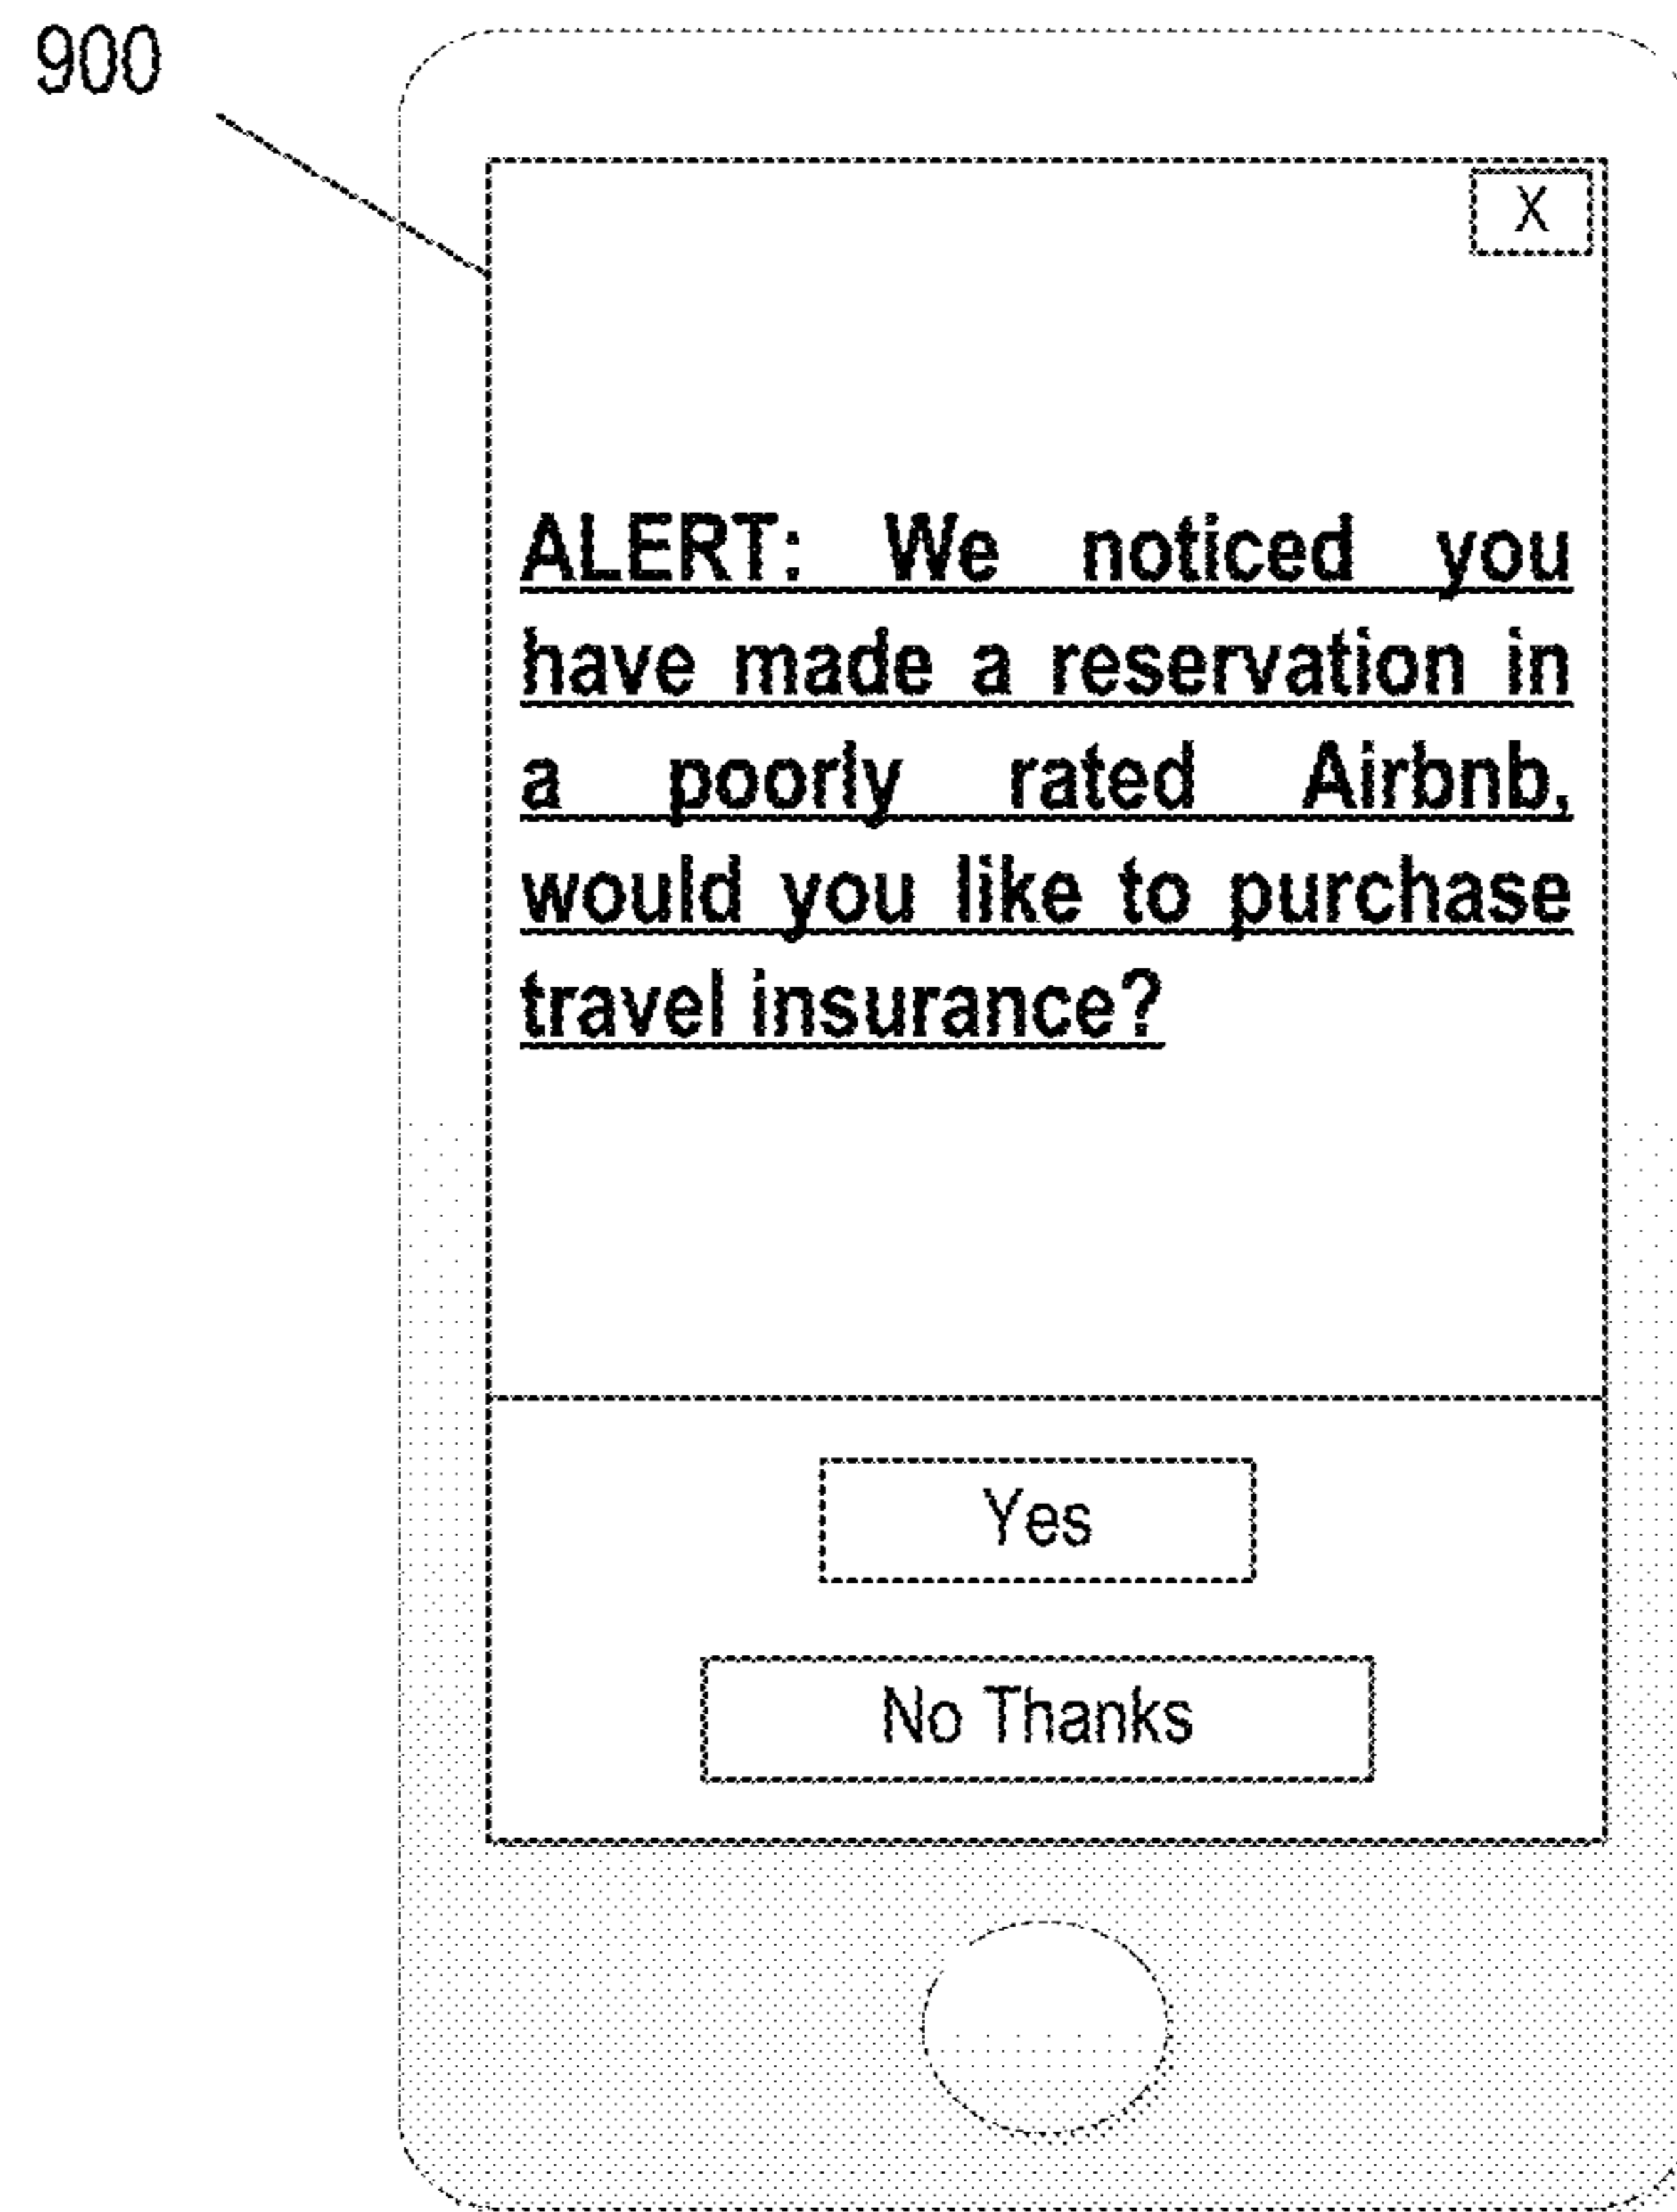 900
X
ALERT: We noticed you
have made a reservation in
a poorly rated Airbnb,
would you like to purchase
travel insurance?
Yes
No Thanks